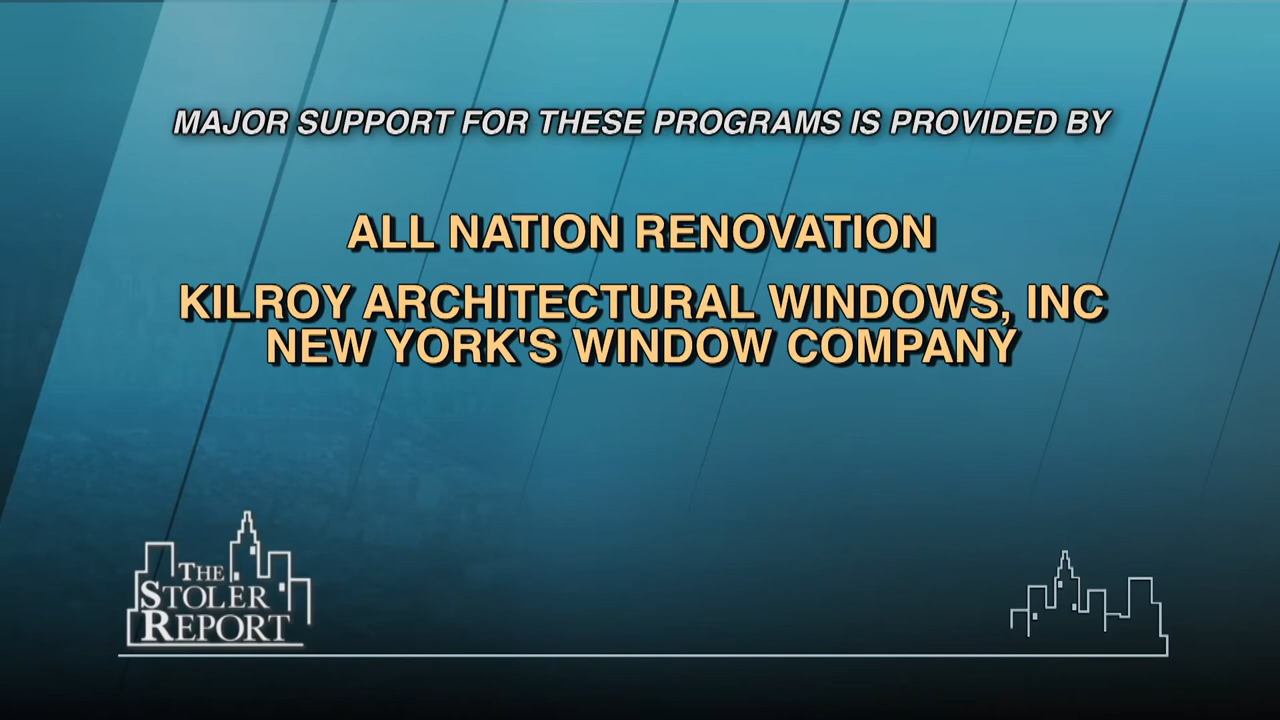 MAJOR SUPPORT FOR THESE PROGRAMS IS PROVIDED BY
ALL NATION RENOVATION
KILROY ARCHITECTURAL WINDOWS, INC
NEW YORK'S WINDOW COMPANY
THE
STOLER
REPORT